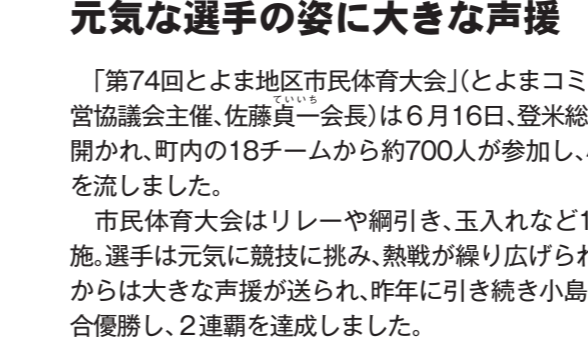 元気な選手の姿に大きな声援
「第74回とよま地区市民体育大会」(とよまコミ
ていいち
営協議会主催、佐藤貞一会長)は6月16日、登米総
開かれ、町内の18チームから約700人が参加し、
を流しました。
市民体育大会はリレーや綱引き、玉入れなど1
施。選手は元気に競技に挑み、熱戦が繰り広げられ
からは大きな声援が送られ、昨年に引き続き小島
合優勝し、2連覇を達成しました。